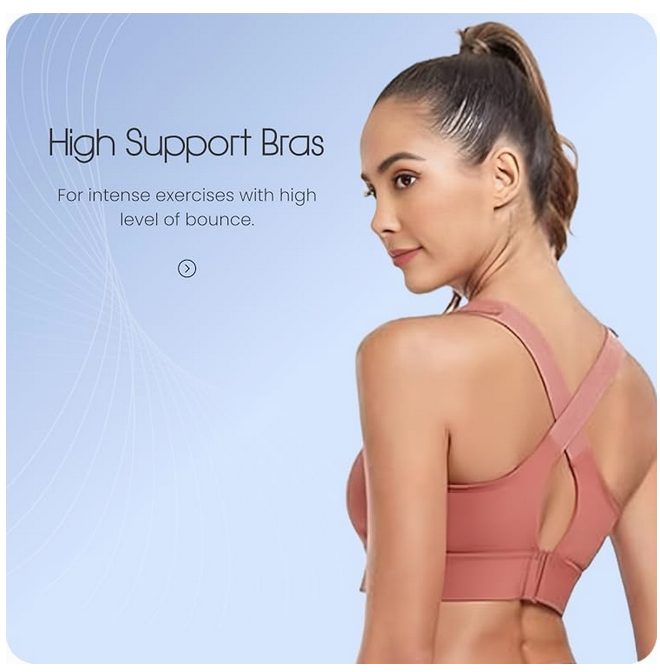 High Support Bras
For intense exercises with high
level of bounce.